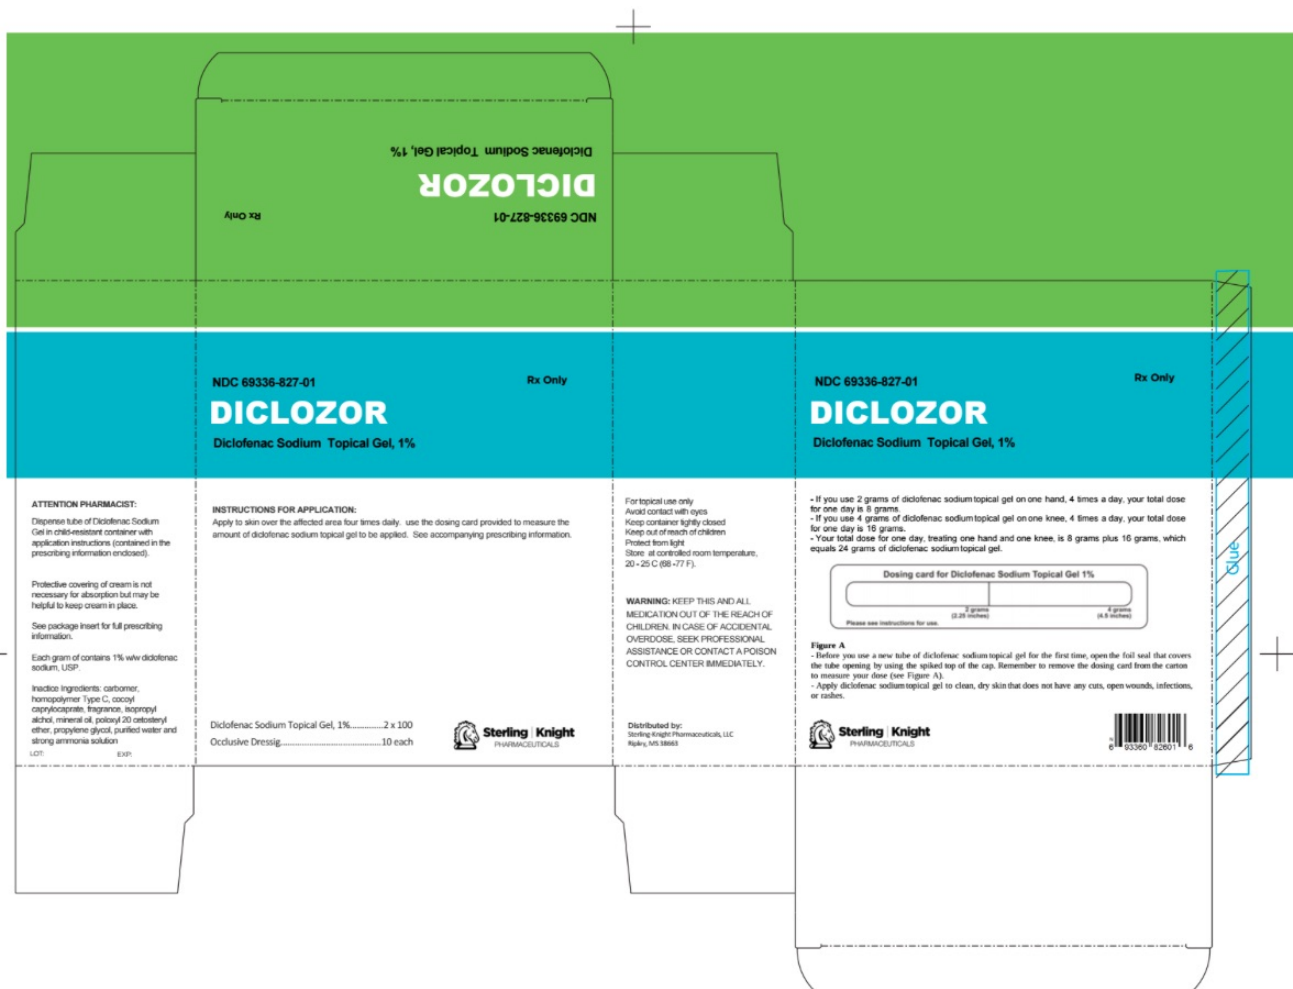 Diclofenac Sodium  Topical Gel, 1%
DICLOZOR
NDC 69336-827-01
Rx Only
ATTENTION PHARMACIST:
Dispense tube of Diclofenac Sodium
Gel in child-resistant container with
application instructions (contained in the
prescribing information enclosed).
Protective covering of cream is not
necessary for absorption but may be
helpful to keep cream in place.
See package insert for full prescribing
information.
Each gram of contains 1% w/w diclofenac
sodium, USP.
Inactice Ingredients: carbomer,
homopolymer Type C, cocoyl
caprylocaprate, fragrance, isopropyl
alchol, mineral oil, poloxyl 20 cetosteryl
ether, propylene glycol, purified water and
strong ammonia solution
LOT: EXP:
NDC 69336-827-01 Rx Only
DICLOZOR
Diclofenac Sodium  Topical Gel, 1%
INSTRUCTIONS FOR APPLICATION:
Apply to skin over the affected area four times daily.  use the dosing card provided to measure the
amount of diclofenac sodium topical gel to be applied.  See accompanying prescribing information.
Diclofenac Sodium Topical Gel, 1%...............2 x 100
Occlusive Dressig..............................................10 each
Sterling | Knight
PHARMACEUTICALS
For topical use only
Avoid contact with eyes
Keep container tightly closed
Keep out of reach of children
Protect from light
Store  at controlled room temperature,
20 - 25 C (68 -77 F).
WARNING: KEEP THIS AND ALL
MEDICATION OUT OF THE REACH OF
CHILDREN. IN CASE OF ACCIDENTAL
OVERDOSE, SEEK PROFESSIONAL
ASSISTANCE OR CONTACT A POISON
CONTROL CENTER IMMEDIATELY.
Distributed by:
Sterling-Knight Pharmaceuticals, LLC
Ripley, MS 38663
NDC 69336-827-01 Rx Only
DICLOZOR
Diclofenac Sodium  Topical Gel, 1%
- If you use 2 grams of diclofenac sodium topical gel on one hand, 4 times a day, your total dose
for one day is 8 grams.
- If you use 4 grams of diclofenac sodium topical gel on one knee, 4 times a day, your total dose
for one day is 16 grams.
- Your total dose for one day, treating one hand and one knee, is 8 grams plus 16 grams, which
equals 24 grams of diclofenac sodium topical gel.
Dosing card for Diclofenac Sodium Topical Gel 1%
2 grams 4 grams
(2.25 inches) (4.5 inches)
Please see instructions for use.
Figure A
- Before you use a new tube of diclofenac sodium topical gel for the first time, open the foil seal that covers
the tube opening by using the spiked top of the cap. Remember to remove the dosing card from the carton
to measure your dose (see Figure A).
- Apply diclofenac sodium topical gel to clean, dry skin that does not have any cuts, open wounds, infections,
or rashes.
Sterling | Knight
PHARMACEUTICALS
6 93360 82601 6
Glue